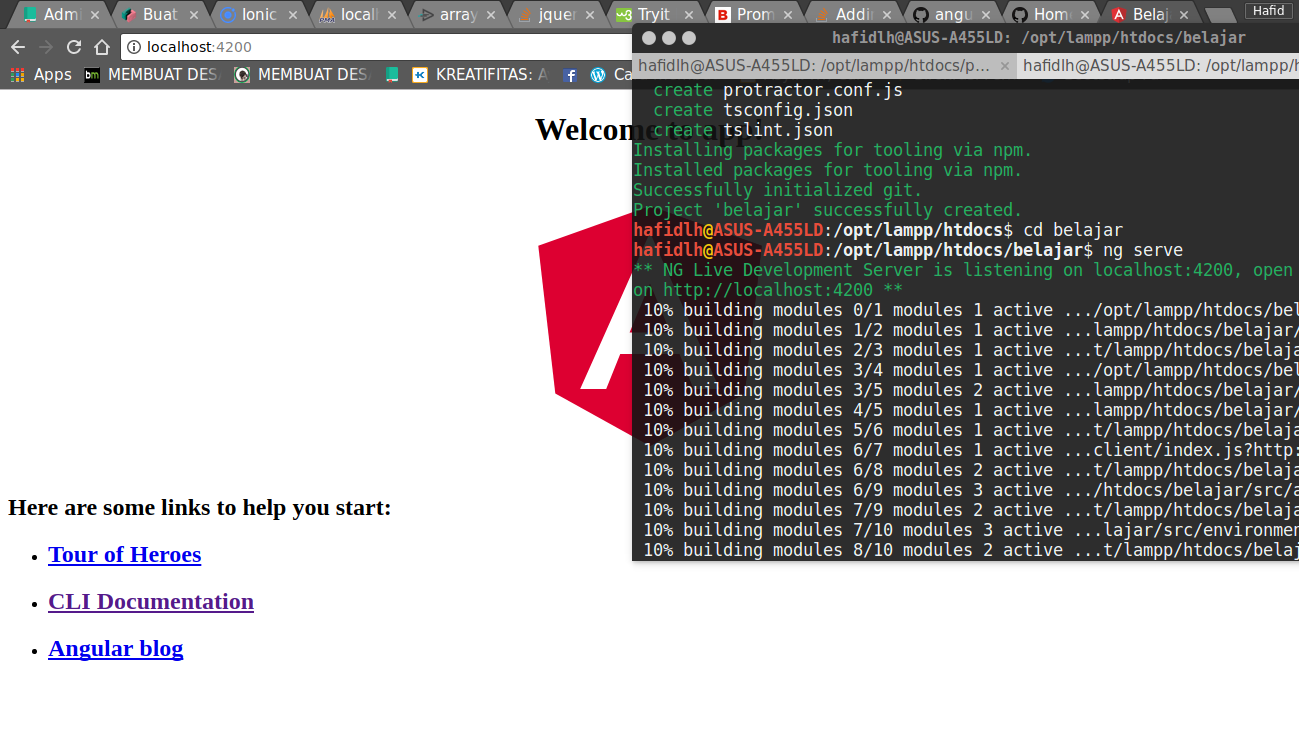 Admi
Buat
Ionic
locall
array
jquer
Tryit
Prom
Addin
angu
Home
Belaj
Hafid
localhost:4200
Apps
MEMBUAT DES
MEMBUAT DES
KREATIFITAS: A
Ca
hafidlh@ASUS-A455LD: /opt/lampp/htdocs/belajar
hafidlh@ASUS-A455LD: /opt/lampp/htdocs/p...
hafidlh@ASUS-A455LD: /opt/lampp/h
create protractor.conf.js
create tsconfig.json
create tslint.json
Installing packages for tooling via npm.
Installed packages for tooling via npm.
Successfully initialized git.
Project 'belajar' successfully created.
hafidlh@ASUS-A455LD:/opt/lampp/htdocs$ cd belajar
hafidlh@ASUS-A455LD:/opt/lampp/htdocs/belajar$ ng serve
** NG Live Development Server is listening on localhost:4200, open
on http://localhost:4200 **
10% building modules 0/1 modules 1 active .../opt/lampp/htdocs/bel
10% building modules 1/2 modules 1 active ...lampp/htdocs/belajar/
10% building modules 2/3 modules 1 active ...t/lampp/htdocs/belaja
10% building modules 3/4 modules 1 active .../opt/lampp/htdocs/bel
10% building modules 3/5 modules 2 active ...lampp/htdocs/belajar/
10% building modules 4/5 modules 1 active ...lampp/htdocs/belajar/
10% building modules 5/6 modules 1 active ...t/lampp/htdocs/belaja
10% building modules 6/7 modules 1 active ...client/index.js?http:
10% building modules 6/8 modules 2 active ...t/lampp/htdocs/belaja
10% building modules 6/9 modules 3 active .../htdocs/belajar/src/a
10% building modules 7/9 modules 2 active ...t/lampp/htdocs/belaja
10% building modules 7/10 modules 3 active ...lajar/src/environmen
10% building modules 8/10 modules 2 active ...t/lampp/htdocs/belaj
Welcome to app!
Here are some links to help you start:
Tour of Heroes
CLI Documentation
Angular blog